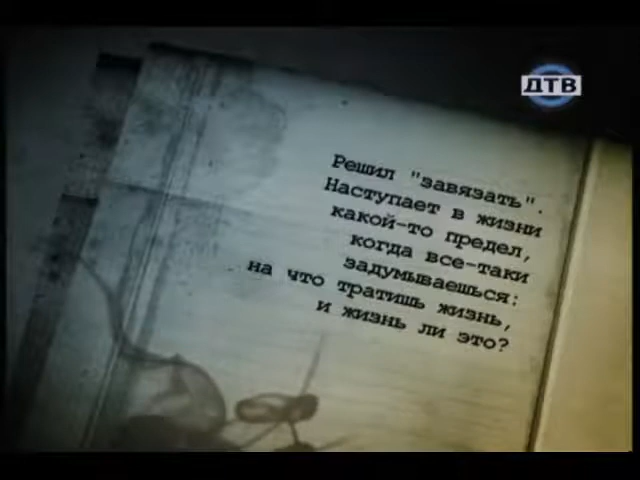 ДТВ
Решил "завязать".
Наступает в жизни
какой-то предел,
когда все-таки
задумываешься:
на что тратишь жизнь,
и жизнь ли это?